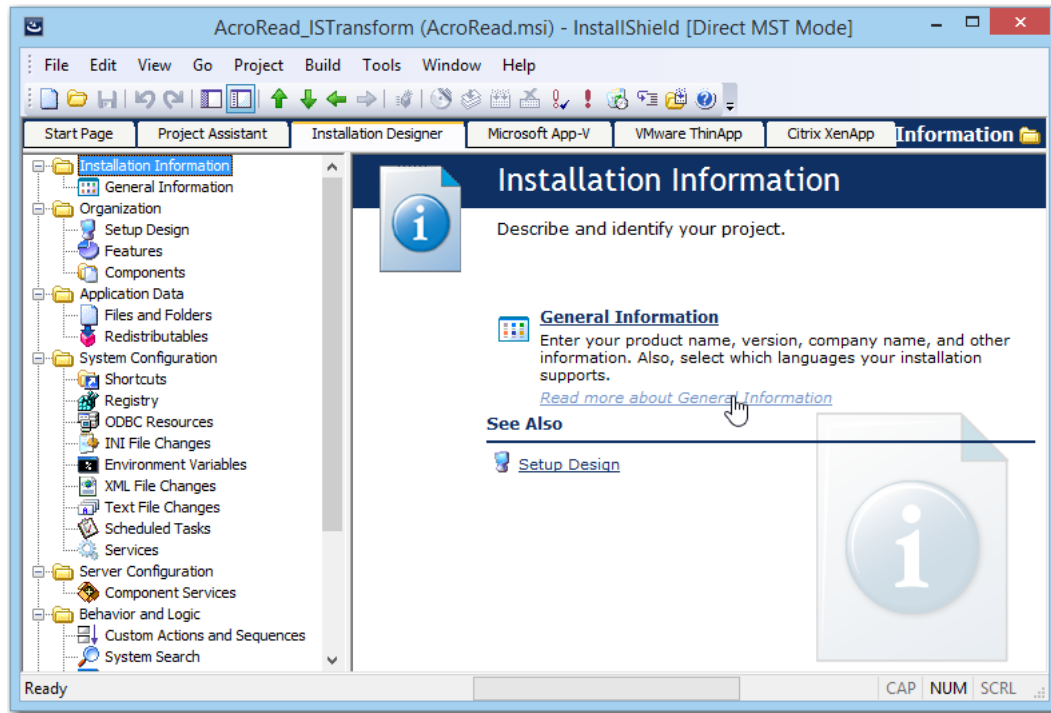 AcroRead_ISTransform (AcroRead.msi) - InstallShield [Direct MST Mode]
File Edit View Go Project Build Tools Window Help
Start Page Project Assistant Installation Designer Microsoft App-V VMware ThinApp Citrix XenApp Information
Installation Information
General Information
Organization
Setup Design
Features
Components
Application Data
Files and Folders
Redistributables
System Configuration
Shortcuts
Registry
ODBC Resources
INI File Changes
Environment Variables
XML File Changes
Text File Changes
Scheduled Tasks
Services
Server Configuration
Component Services
Behavior and Logic
Custom Actions and Sequences
System Search
Installation Information
Describe and identify your project.
General Information
Enter your product name, version, company name, and other
information. Also, select which languages your installation
supports.
Read more about General Information
See Also
Setup Design
Ready
CAP NUM SCRL